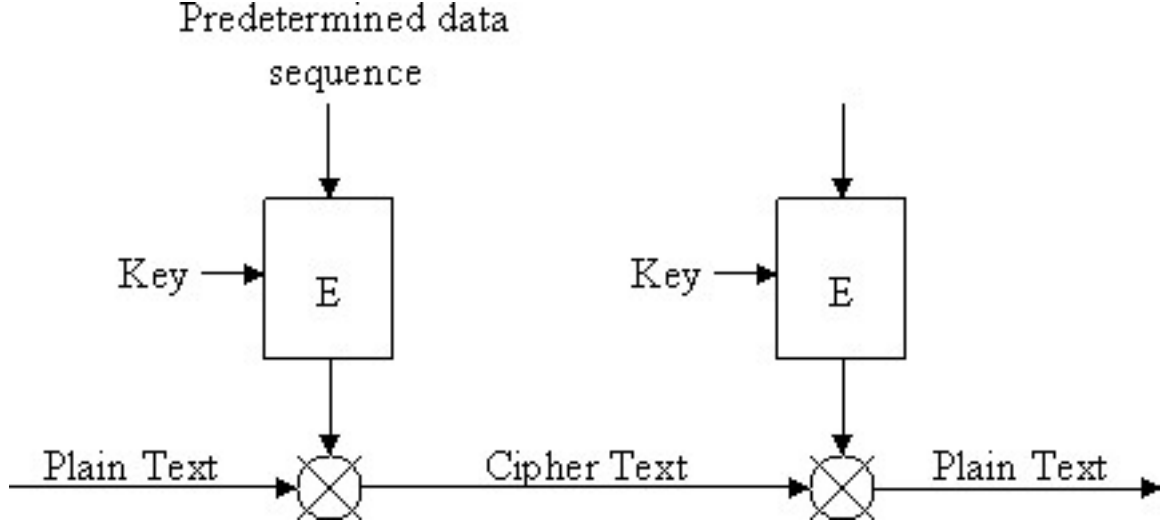 Predetermined data
sequence
Key
E
Key
E
Plain Text
Cipher Text
Plain Text